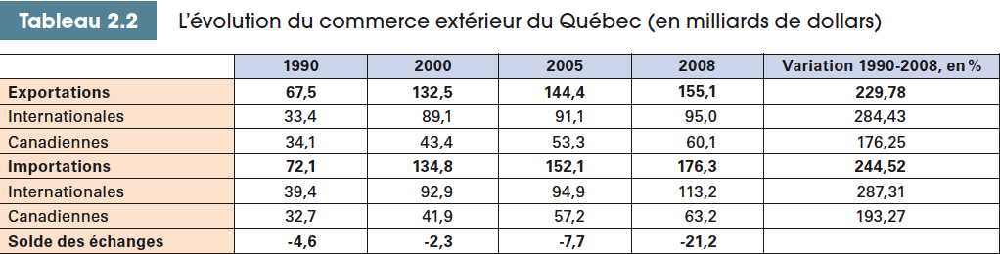 Tableau 2.2 L'évolution du commerce extérieur du Québec (en milliards de dollars)
1990 2000 2005 2008 Variation 1990-2008, en %
Exportations 67,5 132,5 144,4 155,1 229,78
Internationales 33,4 89,1 91,1 95,0 284,43
Canadiennes 34,1 43,4 53,3 60,1 176,25
Importations 72,1 134,8 152,1 176,3 244,52
Internationales 39,4 92,9 94,9 113,2 287,31
Canadiennes 32,7 41,9 57,2 63,2 193,27
Solde des échanges -4,6 -2,3 -7,7 -21,2